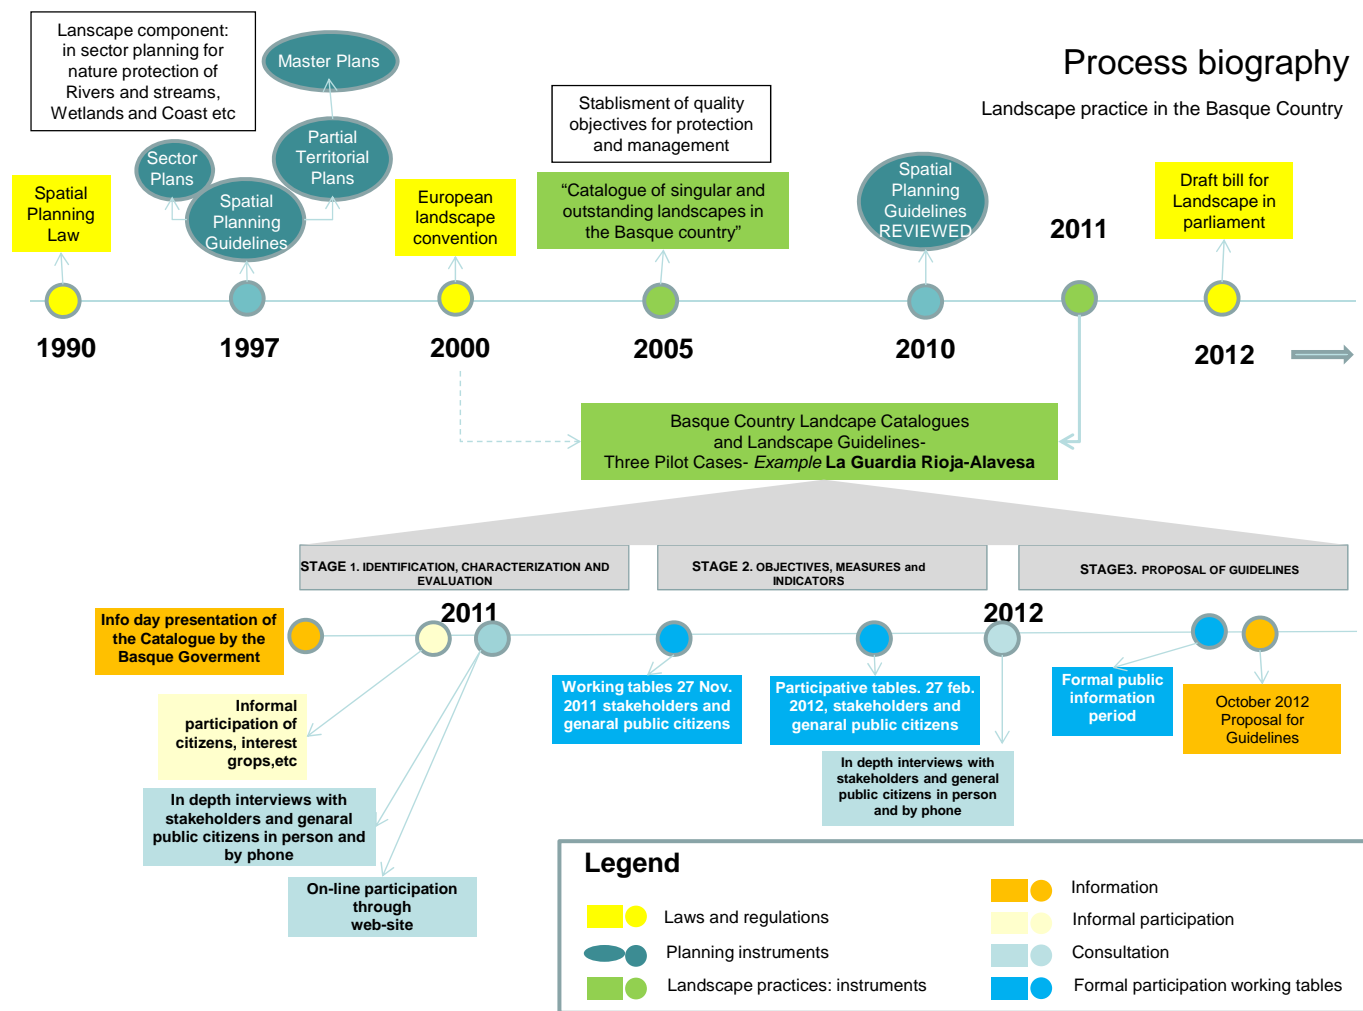 Process biography
Landscape practice in the Basque Country
Lanscape component:
in sector planning for
nature protection of
Rivers and streams,
Wetlands and Coast etc
Master Plans
Sector
Plans
Partial
Territorial
Plans
Spatial
Planning
Guidelines
Spatial
Planning
Law
European
landscape
convention
Stablisment of quality
objectives for protection
and management
“Catalogue of singular and
outstanding landscapes in
the Basque country”
Spatial
Planning
Guidelines
REVIEWED
2011
Draft bill for
Landscape in
parliament
1990
1997
2000
2005
2010
2012
Basque Country Landcape Catalogues
and Landscape Guidelines-
Three Pilot Cases- Example La Guardia Rioja-Alavesa
STAGE 1. IDENTIFICATION, CHARACTERIZATION AND
EVALUATION
STAGE 2. OBJECTIVES, MEASURES and
INDICATORS
STAGE3. PROPOSAL OF GUIDELINES
2011
2012
Info day presentation of
the Catalogue by the
Basque Goverment
Informal
participation of
citizens, interest
grops,etc
In depth interviews with
stakeholders and genaral
public citizens in person and
by phone
On-line participation
through
web-site
Working tables 27 Nov.
2011 stakeholders and
genaral public citizens
Participative tables. 27 feb.
2012, stakeholders and
genaral public citizens
In depth interviews with
stakeholders and general
public citizens in person
and by phone
Formal public
information
period
October 2012
Proposal for
Guidelines
Legend
Laws and regulations
Planning instruments
Landscape practices: instruments
Information
Informal participation
Consultation
Formal participation working tables